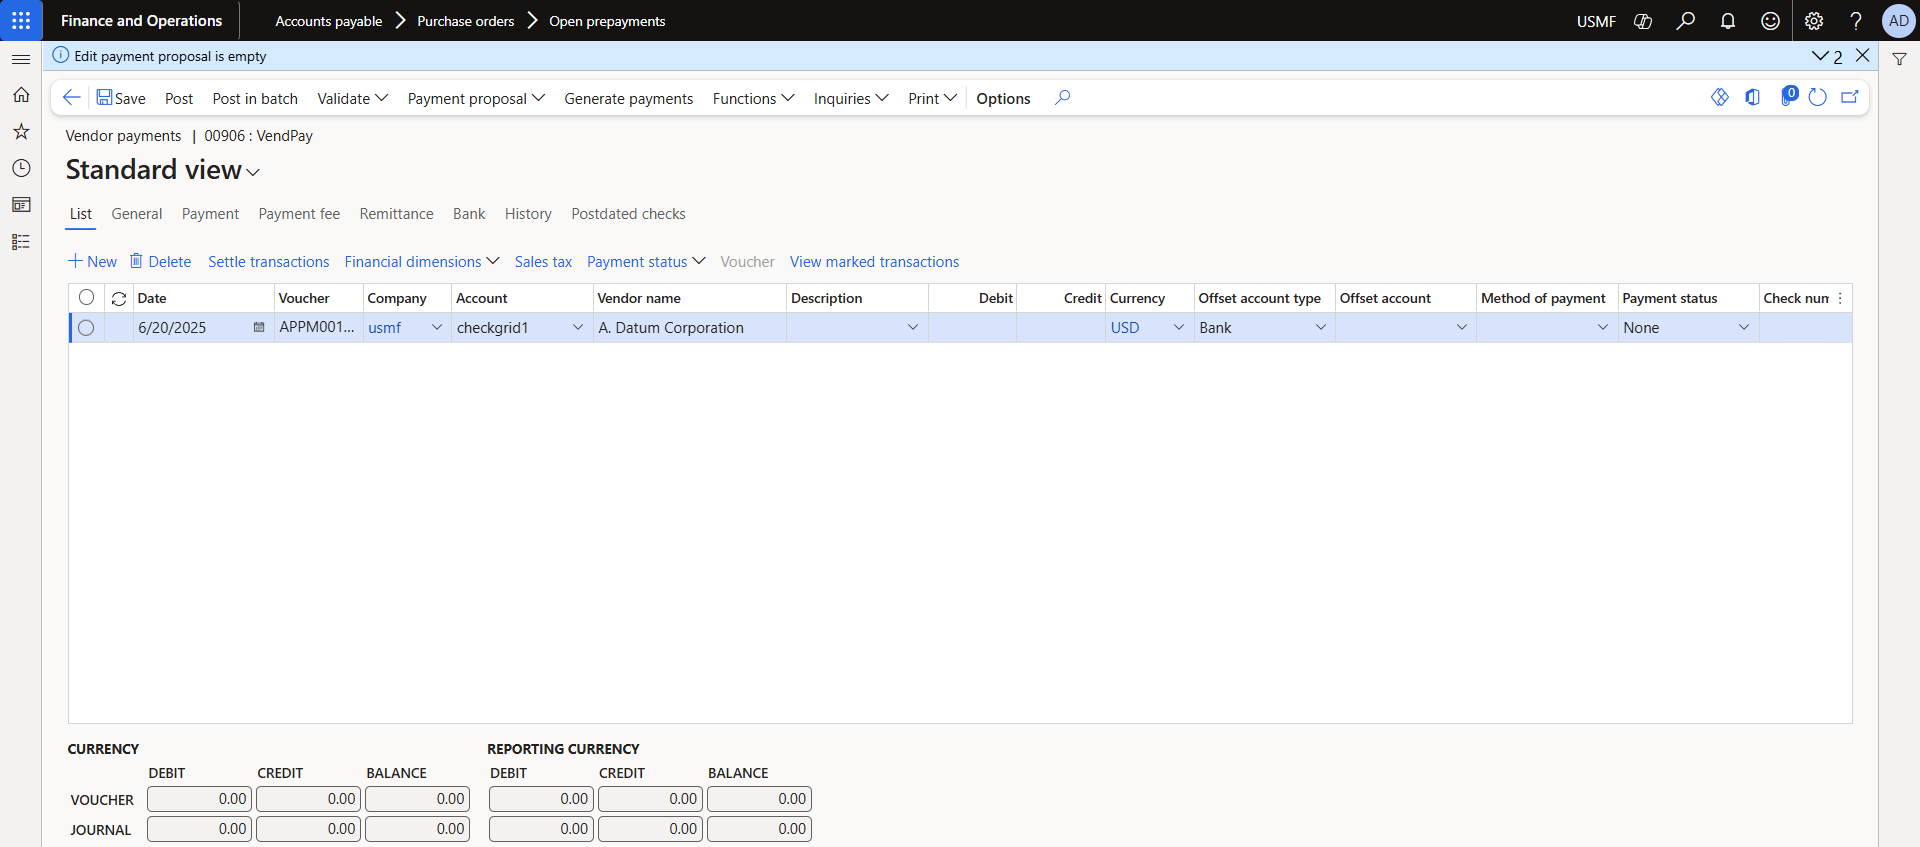 Finance and Operations Accounts payable Purchase orders Open prepayments USMF AD
Edit payment proposal is empty 2
Save Post Post in batch Validate Payment proposal Generate payments Functions Inquiries Print Options 0
Vendor payments | 00906 : VendPay
Standard view
List General Payment Payment fee Remittance Bank History Postdated checks
New Delete Settle transactions Financial dimensions Sales tax Payment status Voucher View marked transactions
Date Voucher Company Account Vendor name Description Debit Credit Currency Offset account type Offset account Method of payment Payment status Check num
6/20/2025 APPM001... usmf checkgrid1 A. Datum Corporation USD Bank None
CURRENCY REPORTING CURRENCY
DEBIT CREDIT BALANCE DEBIT CREDIT BALANCE
VOUCHER 0.00 0.00 0.00 0.00 0.00 0.00
JOURNAL 0.00 0.00 0.00 0.00 0.00 0.00